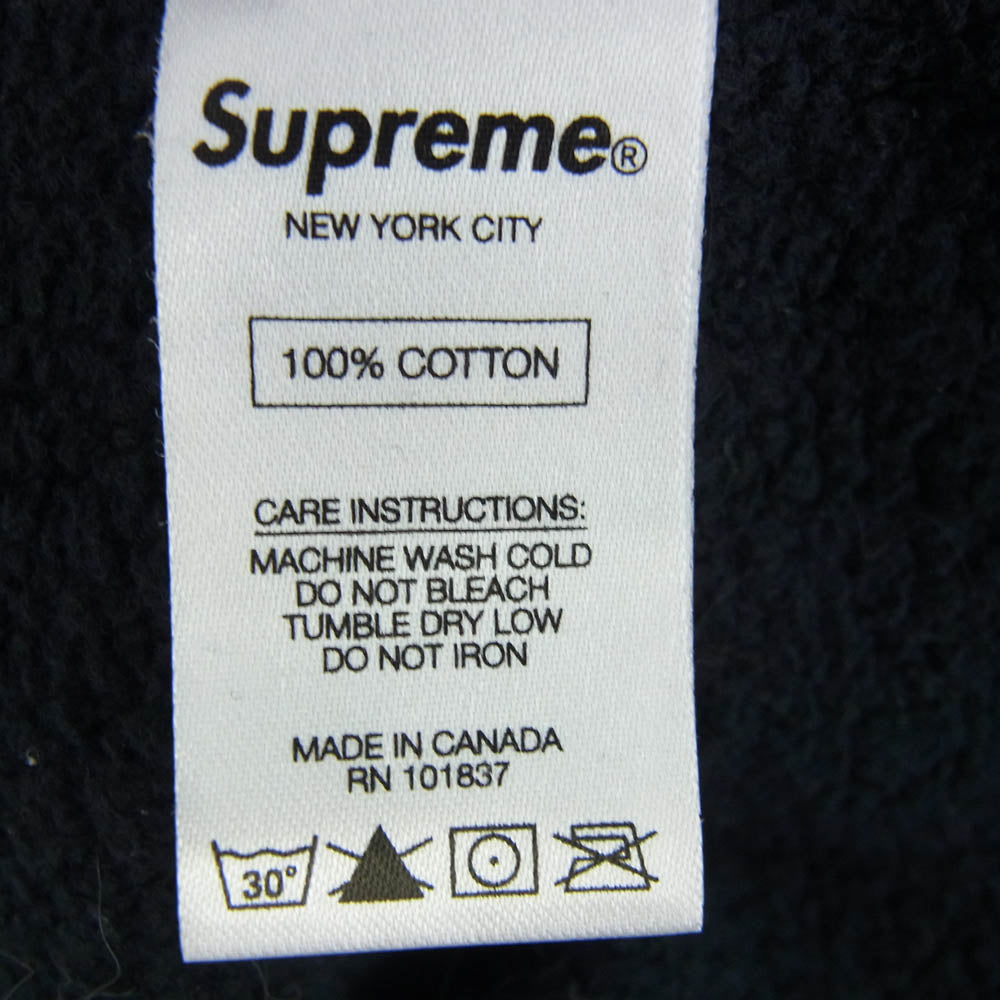 Supreme®
NEW YORK CITY
100% COTTON
CARE INSTRUCTIONS:
MACHINE WASH COLD
DO NOT BLEACH
TUMBLE DRY LOW
DO NOT IRON
MADE IN CANADA
RN 101837
30°